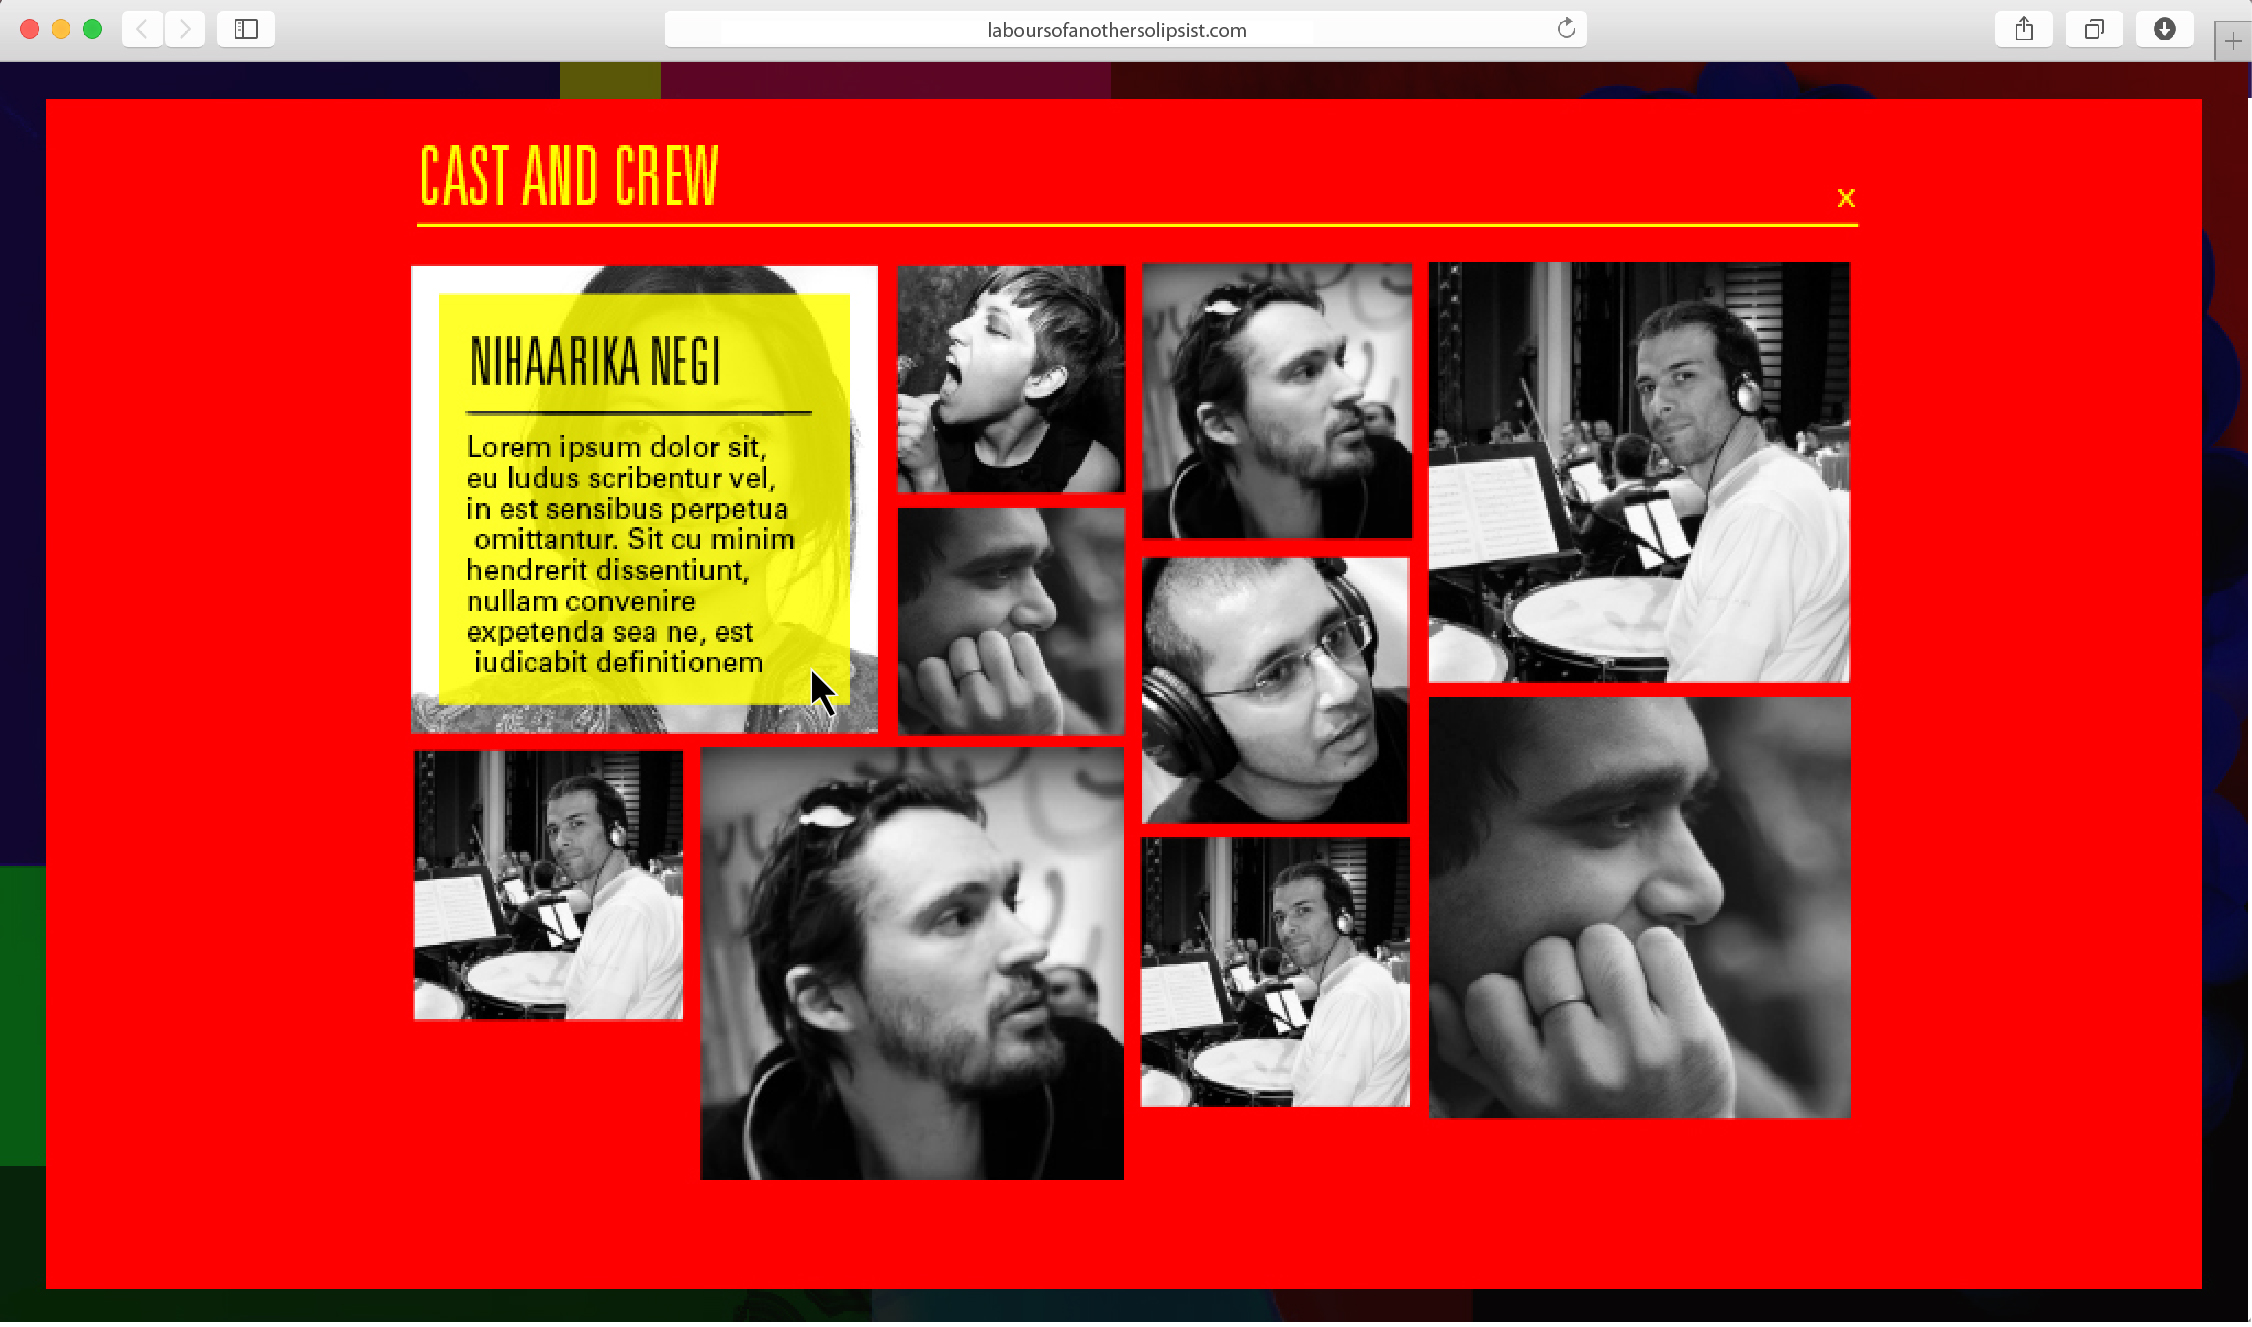 laboursofanothersolipsist.com
CAST AND CREW
x
NIHAARIKA NEGI
Lorem ipsum dolor sit,
eu ludus scribentur vel,
in est sensibus perpetua
omittantur. Sit cu minim
hendrerit dissentiunt,
nullam convenire
expetenda sea ne, est
iudicabit definitionem